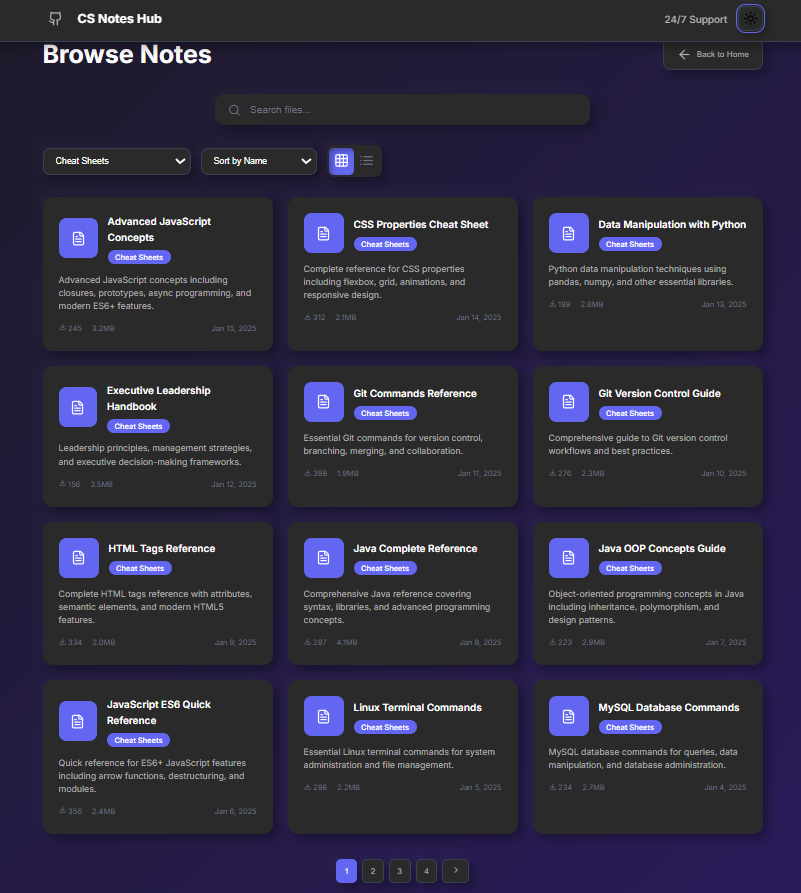 CS Notes Hub
24/7 Support
Browse Notes
Back to Home
Search files...
Cheat Sheets
Sort by Name
Advanced JavaScript
Concepts
Cheat Sheets
Advanced JavaScript concepts including
closures, prototypes, async programming, and
modern ES6+ features.
245 3.2MB Jan 15, 2025
CSS Properties Cheat Sheet
Cheat Sheets
Complete reference for CSS properties
including flexbox, grid, animations, and
responsive design.
312 2.1MB Jan 14, 2025
Data Manipulation with Python
Cheat Sheets
Python data manipulation techniques using
pandas, numpy, and other essential libraries.
189 2.8MB Jan 13, 2025
Executive Leadership
Handbook
Cheat Sheets
Leadership principles, management strategies,
and executive decision-making frameworks.
156 3.5MB Jan 12, 2025
Git Commands Reference
Cheat Sheets
Essential Git commands for version control,
branching, merging, and collaboration.
398 1.9MB Jan 11, 2025
Git Version Control Guide
Cheat Sheets
Comprehensive guide to Git version control
workflows and best practices.
276 2.3MB Jan 10, 2025
HTML Tags Reference
Cheat Sheets
Complete HTML tags reference with attributes,
semantic elements, and modern HTML5
features.
334 2.0MB Jan 9, 2025
Java Complete Reference
Cheat Sheets
Comprehensive Java reference covering
syntax, libraries, and advanced programming
concepts.
287 4.1MB Jan 8, 2025
Java OOP Concepts Guide
Cheat Sheets
Object-oriented programming concepts in Java
including inheritance, polymorphism, and
design patterns.
223 2.9MB Jan 7, 2025
JavaScript ES6 Quick
Reference
Cheat Sheets
Quick reference for ES6+ JavaScript features
including arrow functions, destructuring, and
modules.
356 2.4MB Jan 6, 2025
Linux Terminal Commands
Cheat Sheets
Essential Linux terminal commands for system
administration and file management.
298 2.2MB Jan 5, 2025
MySQL Database Commands
Cheat Sheets
MySQL database commands for queries, data
manipulation, and database administration.
234 2.7MB Jan 4, 2025
1 2 3 4